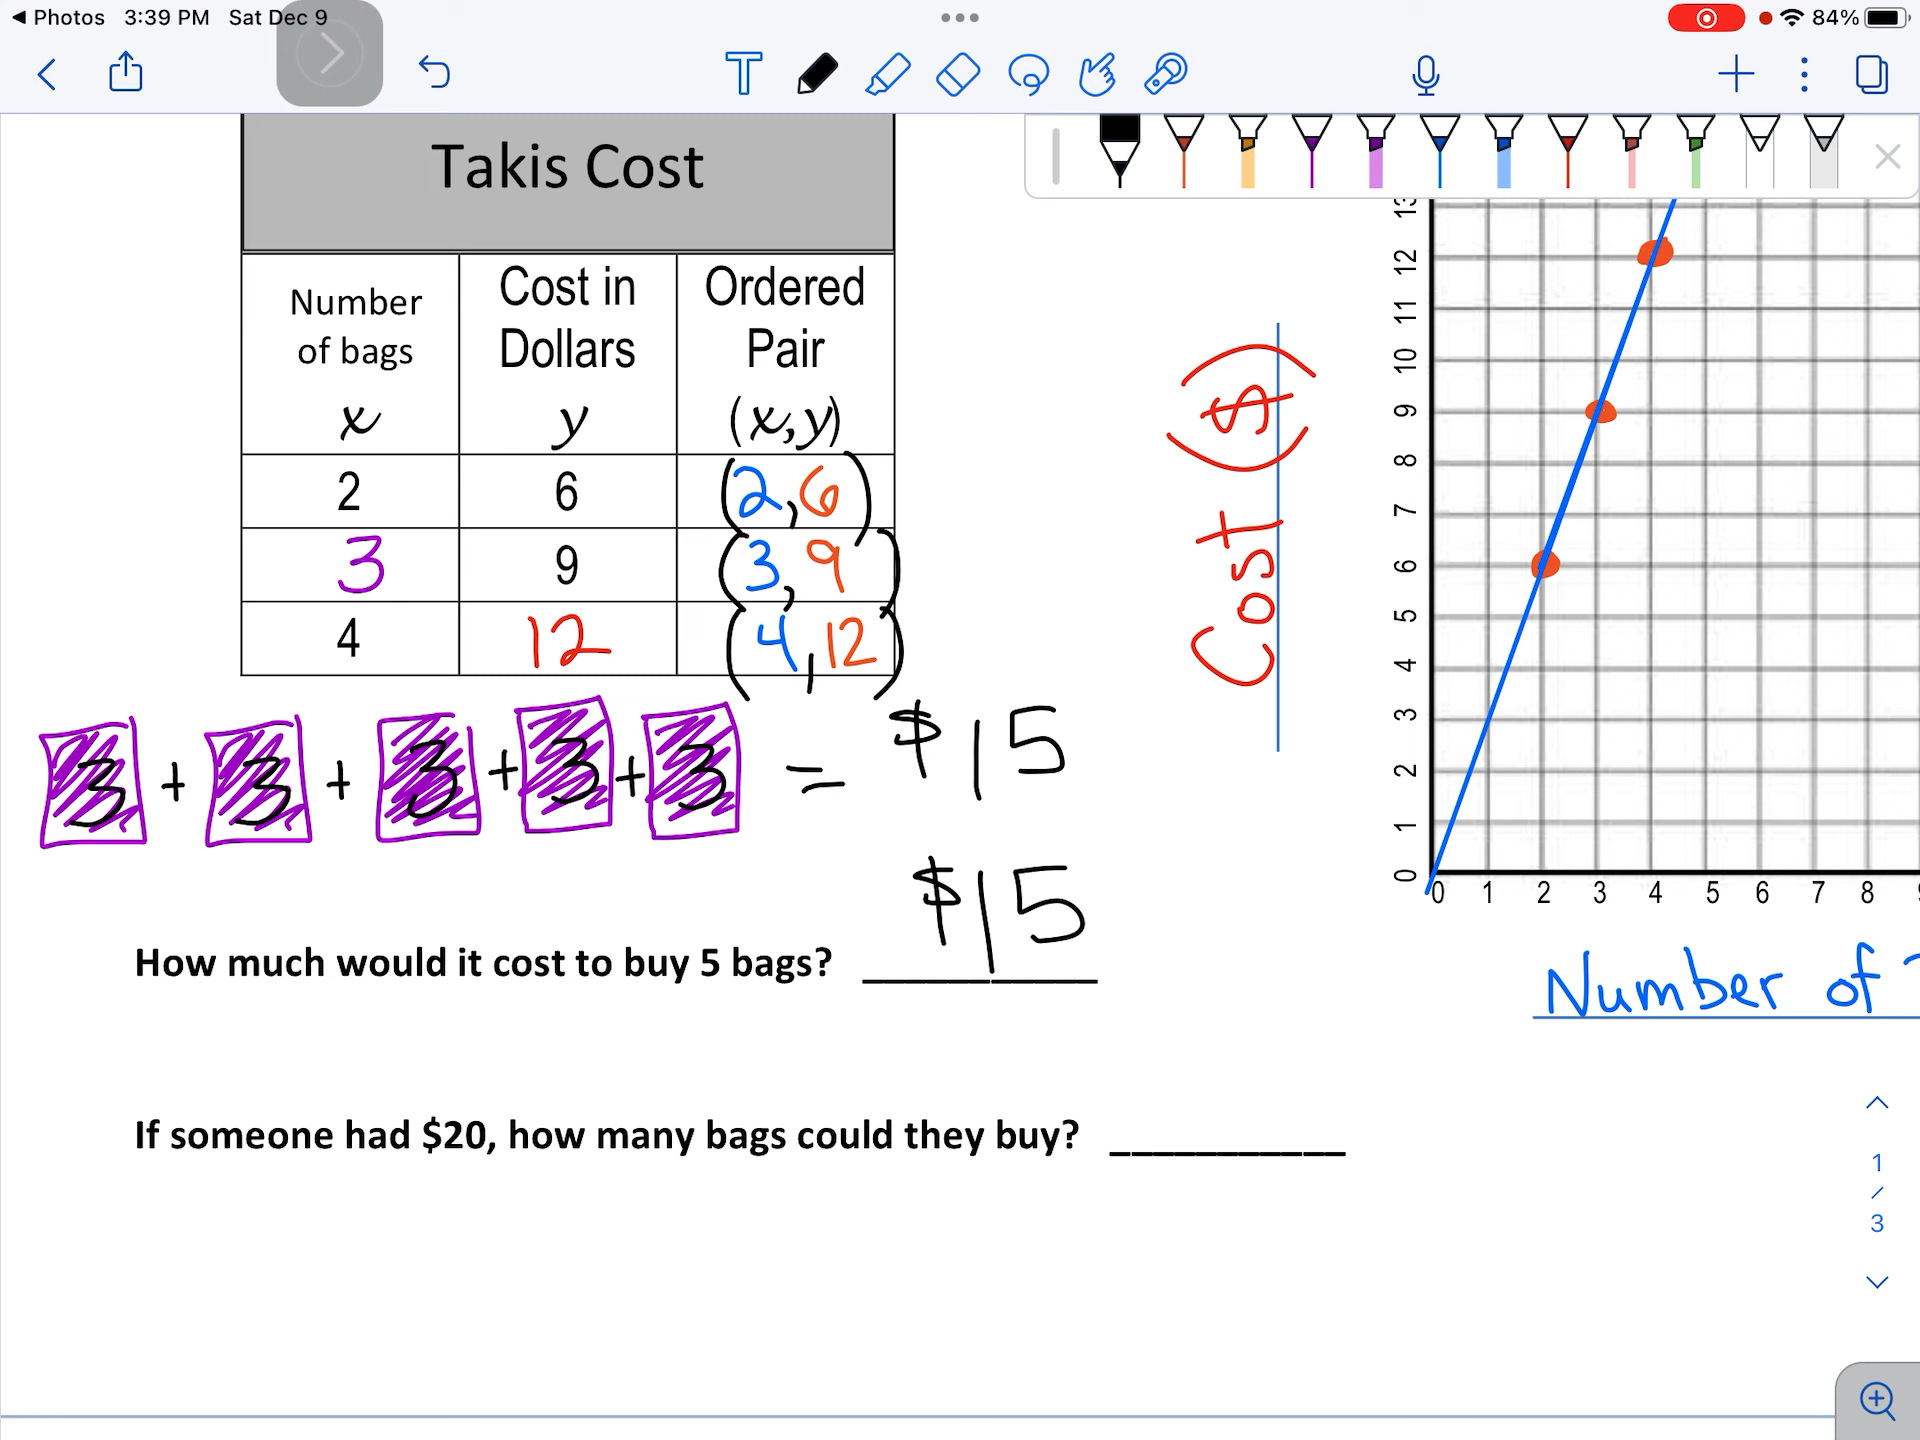 Photos 3:39 PM Sat Dec 9
84%
T
Takis Cost
Number of bags
x
Cost in Dollars
y
Ordered Pair
(x,y)
2 6 (2,6)
3 9 (3,9)
4 12 (4,12)
3 + 3 + 3 + 3 + 3 = $15
$15
How much would it cost to buy 5 bags?
If someone had $20, how many bags could they buy?
Cost ($)
13
12
11
10
9
8
7
6
5
4
3
2
1
0
0 1 2 3 4 5 6 7 8
Number of
1
/
3